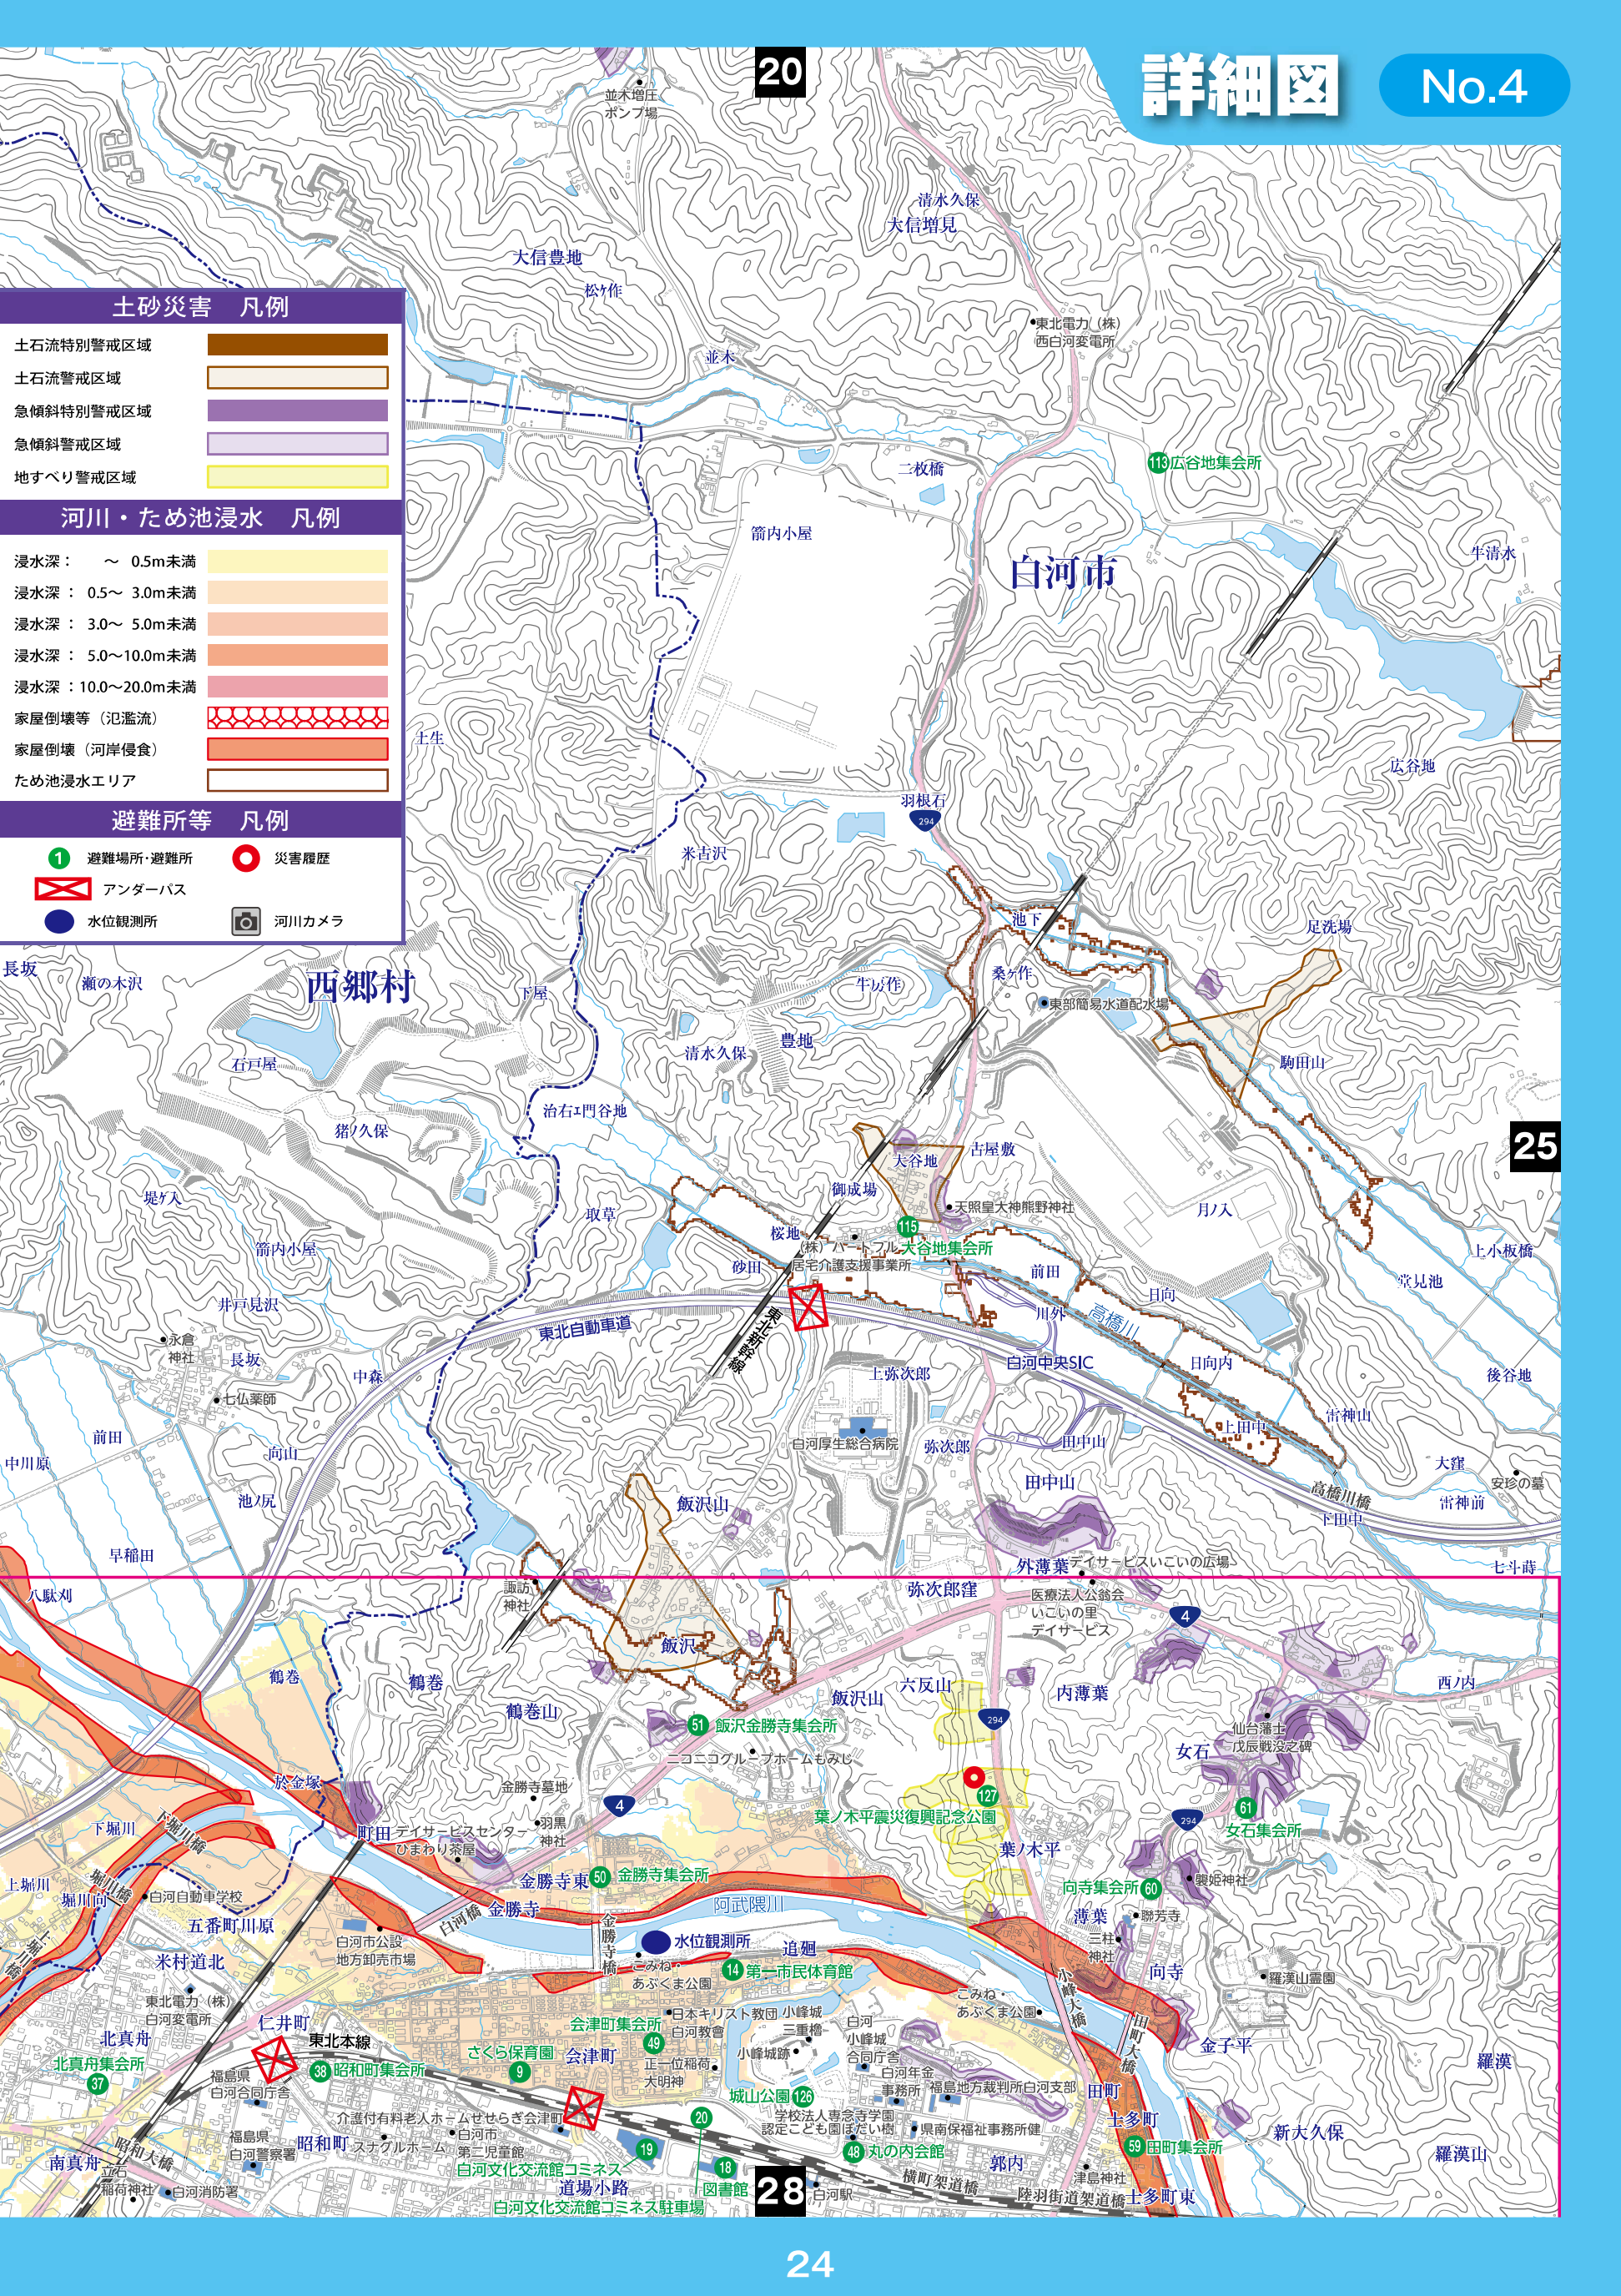 詳細図
No.4
20
並木増圧
ポンプ場
清水久保
大信増見
大信豊地
松ヶ作
東北電力（株）
西白河変電所
並木
土砂災害　凡例
土石流特別警戒区域
土石流警戒区域
急傾斜特別警戒区域
急傾斜警戒区域
地すべり警戒区域
河川・ため池浸水　凡例
浸水深：　　～ 0.5m未満
浸水深： 0.5～ 3.0m未満
浸水深： 3.0～ 5.0m未満
浸水深： 5.0～10.0m未満
浸水深：10.0～20.0m未満
家屋倒壊等（氾濫流）
家屋倒壊（河岸侵食）
ため池浸水エリア
避難所等　凡例
1 避難場所・避難所
災害履歴
アンダーパス
水位観測所
河川カメラ
二枚橋
113 広谷地集会所
箭内小屋
白河市
牛清水
土生
広谷地
羽根石
294
米古沢
池下
足洗場
長坂
瀬の木沢
西郷村
下屋
牛房作
桑ヶ作
東部簡易水道配水場
石戸屋
清水久保
豊地
駒田山
治右ェ門谷地
猪ノ久保
25
大谷地
古屋敷
堤ヶ入
御成場
天照皇大神熊野神社
月ノ入
取草
115
大谷地集会所
桜地
（株）ハートフル
居宅介護支援事業所
箭内小屋
砂田
前田
上小板橋
堂見池
井戸見沢
日向
川外
高橋川
東北自動車道
東北新幹線
永倉
神社
長坂
中森
白河中央SIC
日向内
上弥次郎
後谷地
七仏薬師
前田
雷神山
上田中
白河厚生総合病院
弥次郎
田中山
向山
中川原
大窪
安珍の墓
田中山
高橋川橋
雷神前
池ノ尻
飯沢山
下田中
早稲田
外薄葉
デイサービスいこいの広場
七斗蒔
八駄刈
諏訪
神社
弥次郎窪
医療法人公翁会
いこいの里
デイサービス
4
飯沢
鶴巻
鶴巻
六反山
内薄葉
西ノ内
鶴巻山
飯沢山
294
51 飯沢金勝寺集会所
仙台藩士
戊辰戦没之碑
女石
ニコニコグループホームもみじ
於金塚
金勝寺墓地
127
葉ノ木平震災復興記念公園
4
61
女石集会所
294
下堀川
下堀川橋
町田
デイサービスセンター
ひまわり茶屋
羽黒
神社
葉ノ木平
金勝寺東
50 金勝寺集会所
上堀川
堀川向
堀川橋
白河自動車学校
向寺集会所 60
襲姫神社
金勝寺
阿武隈川
五番町川原
白河橋
薄葉
聯芳寺
白河市公設
地方卸売市場
金勝寺橋
水位観測所
追廻
三柱
神社
上堀川橋
米村道北
こみね・
あぶくま公園
14 第一市民体育館
向寺
羅漢山霊園
小峰大橋
こみね・
あぶくま公園
東北電力（株）
白河変電所
仁井町
日本キリスト教団
白河教會
小峰城
三重櫓
白河
小峰城
合同庁舎
田町大橋
北真舟
東北本線
会津町集会所
49
金子平
北真舟集会所
37
さくら保育園
9
会津町
小峰城跡
羅漢
38 昭和町集会所
正一位稲荷
大明神
白河年金
事務所
福島県
白河合同庁舎
城山公園 126
福島地方裁判所白河支部
田町
介護付有料老人ホームせせらぎ会津町
20
学校法人専念寺学園
認定こども園ぼだい樹
県南保福祉事務所健
士多町
新大久保
福島県
白河警察署
昭和町
スナグルホーム
白河市
第二児童館
19
48 丸の内会館
59 田町集会所
羅漢山
昭和大橋
南真舟
白河文化交流館コミネス
18
郭内
立石
稲荷神社
白河消防署
道場小路
図書館
28
白河駅
横町架道橋
津島神社
白河文化交流館コミネス駐車場
陸羽街道架道橋
士多町東
24